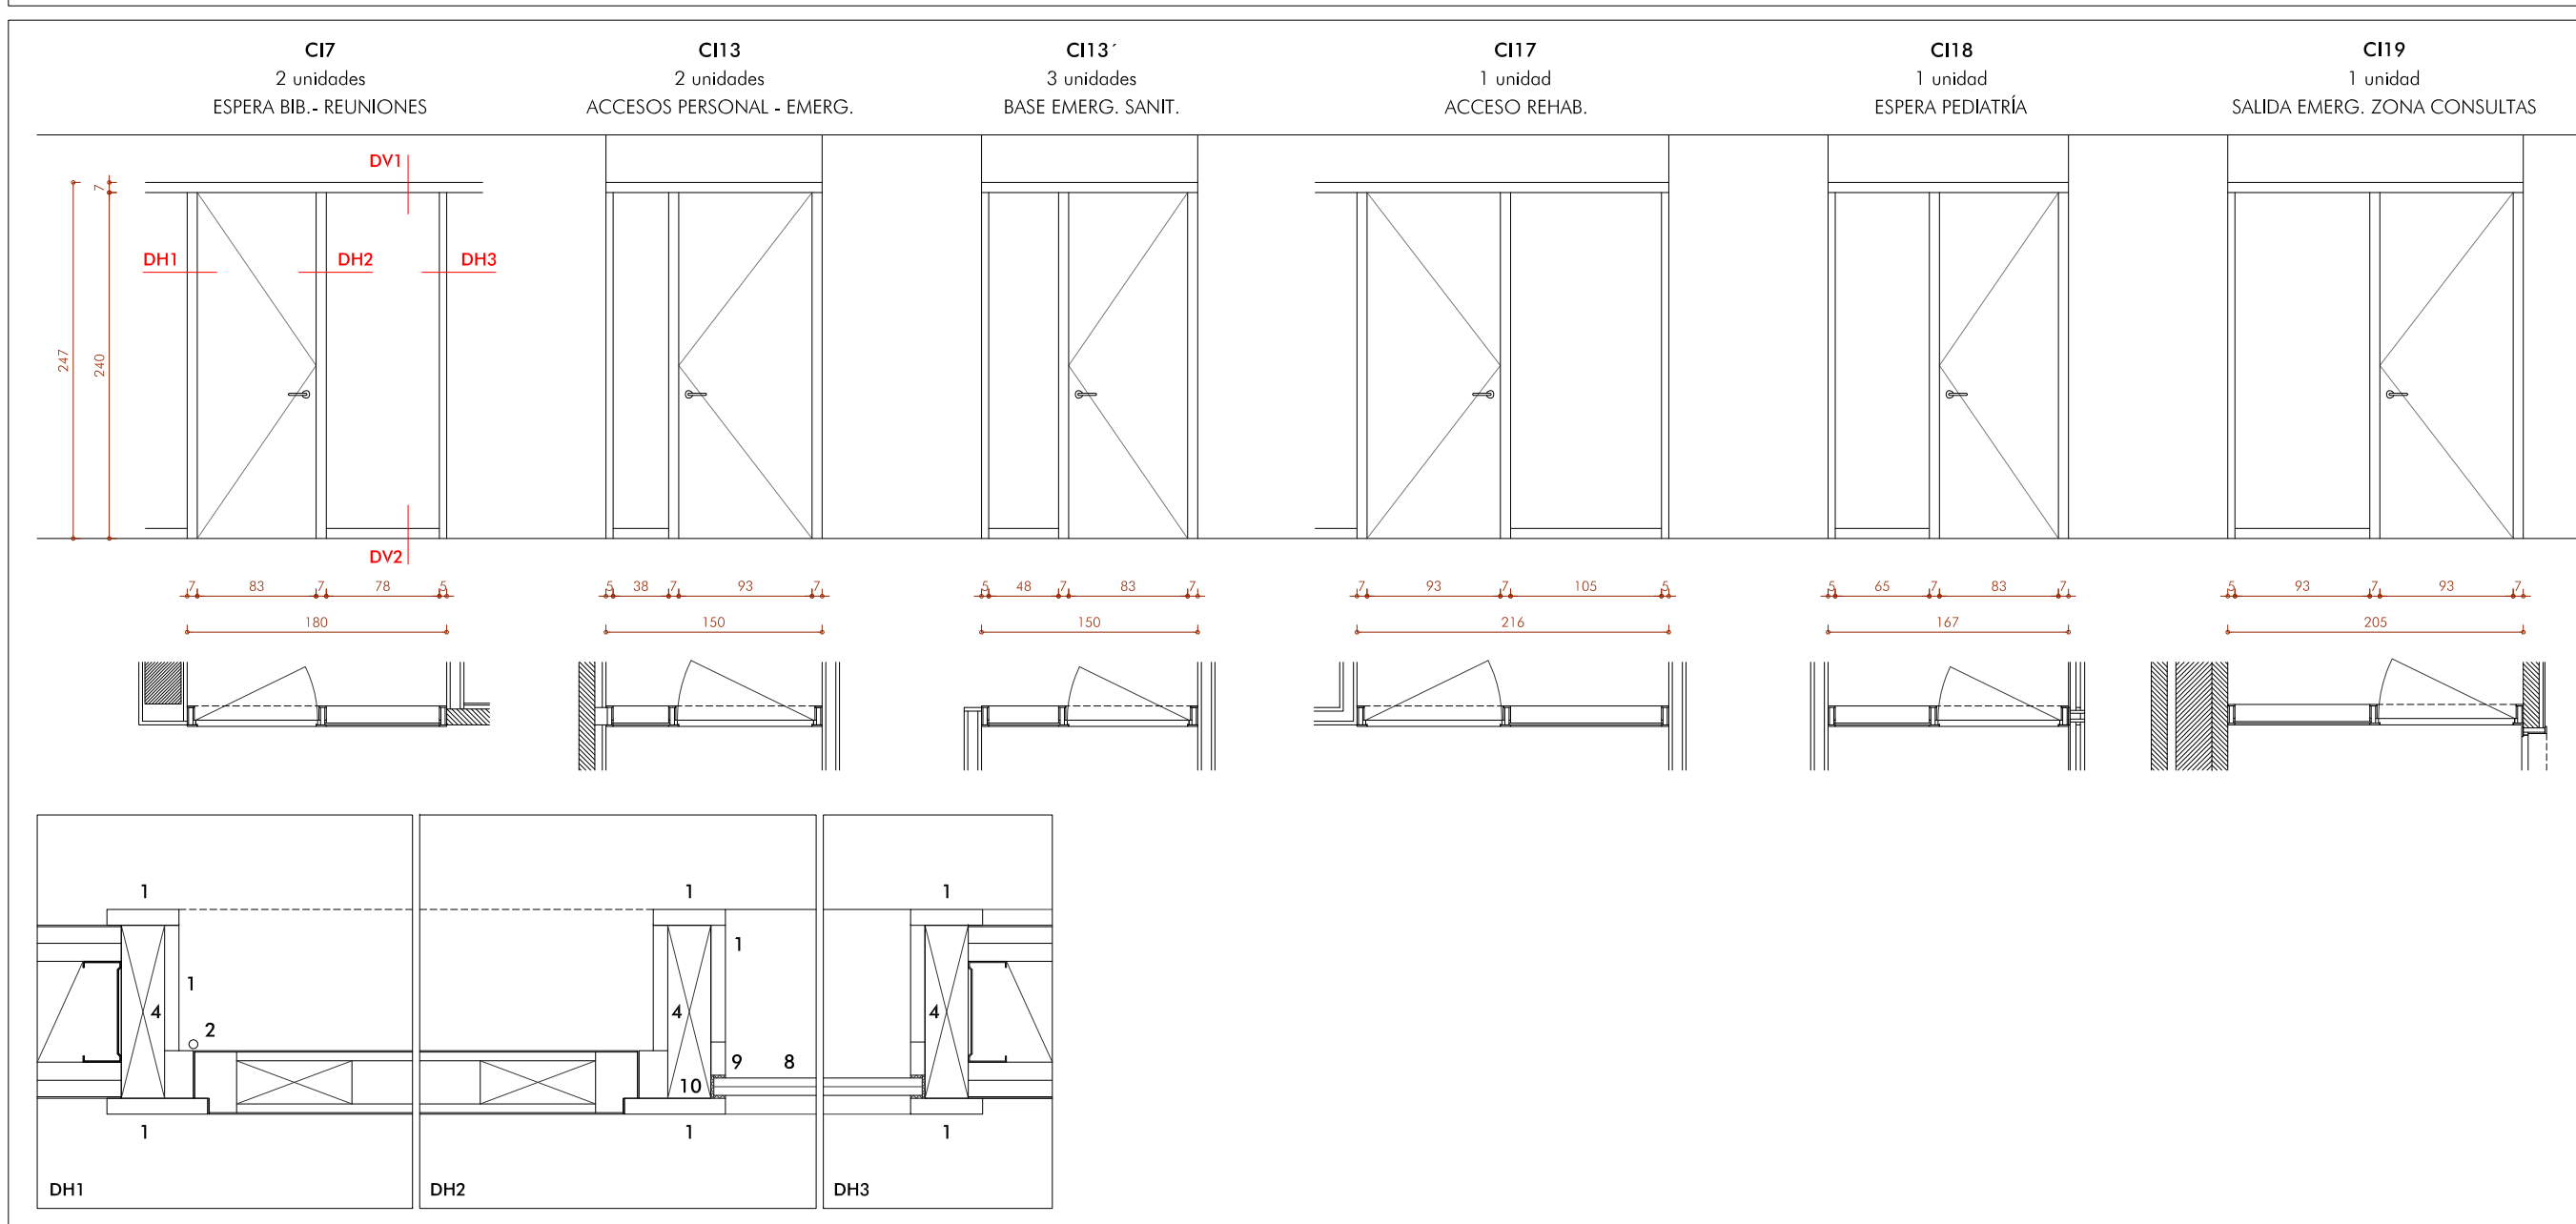 CI7
2 unidades
ESPERA BIB.- REUNIONES
CI13
2 unidades
ACCESOS PERSONAL - EMERG.
CI13´
3 unidades
BASE EMERG. SANIT.
CI17
1 unidad
ACCESO REHAB.
CI18
1 unidad
ESPERA PEDIATRÍA
CI19
1 unidad
SALIDA EMERG. ZONA CONSULTAS
DV1
7
DH1 DH2 DH3
247 240
DV2
7 83 7 78 5
180
5 38 7 93 7
150
5 48 7 83 7
150
7 93 7 105 5
216
5 65 7 83 7
167
5 93 7 93 7
205
1
1
4
2
1
DH1
1
1
4
9 8
10
1
DH2
1
4
1
DH3